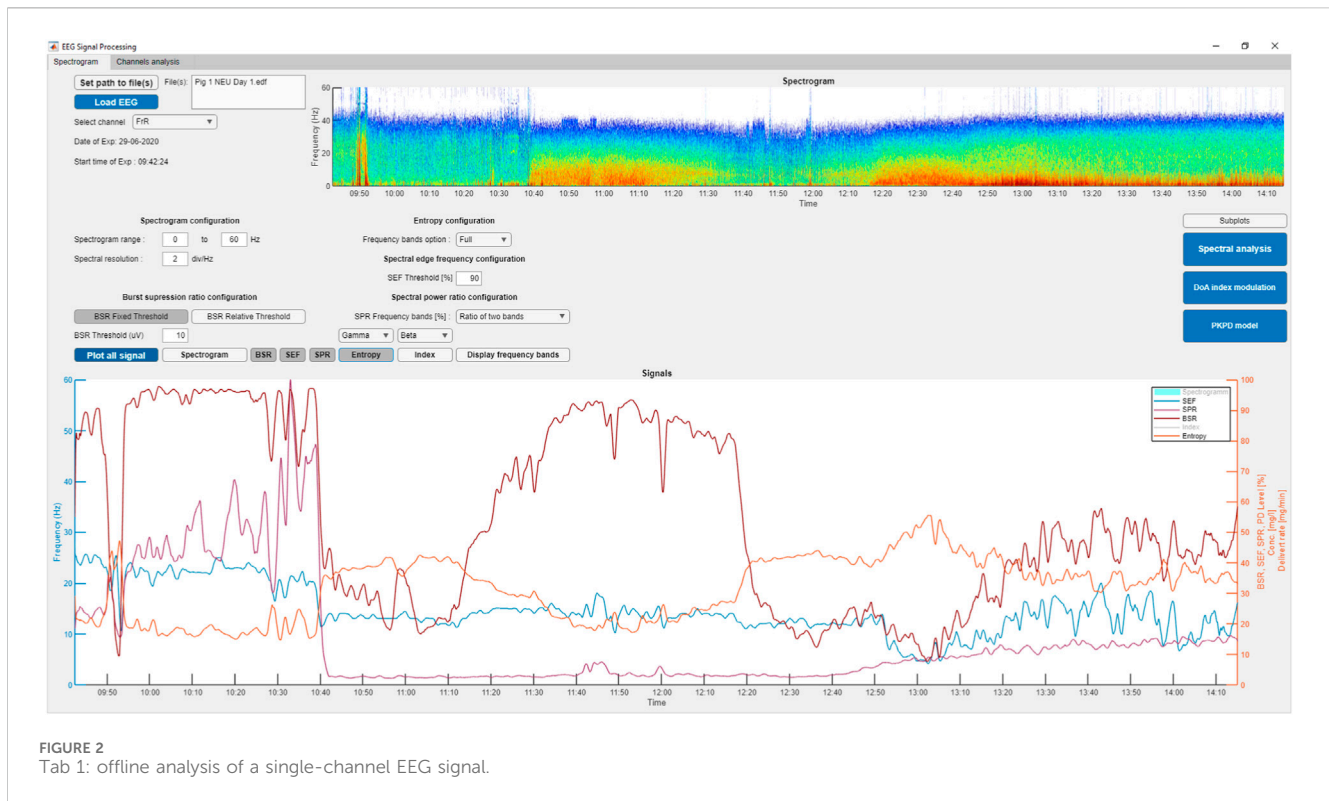 EEG Signal Processing
Spectrogram Channels analysis
Set path to file(s) File(s): Pig 1 NEU Day 1.edf
Load EEG
Select channel FrR
Date of Exp: 29-06-2020
Start time of Exp : 09:42:24
Spectrogram
Frequency (Hz)
60
40
20
0
09:50 10:00 10:10 10:20 10:30 10:40 10:50 11:00 11:10 11:20 11:30 11:40 11:50 12:00 12:10 12:20 12:30 12:40 12:50 13:00 13:10 13:20 13:30 13:40 13:50 14:00 14:10
Time
Spectrogram configuration
Spectrogram range : 0 to 60 Hz
Spectral resolution : 2 div/Hz
Entropy configuration
Frequency bands option : Full
Spectral edge frequency configuration
SEF Threshold [%] 90
Burst supression ratio configuration
BSR Fixed Threshold BSR Relative Threshold
BSR Threshold (uV) 10
Spectral power ratio configuration
SPR Frequency bands [%] : Ratio of two bands
Gamma Beta
Subplots
Spectral analysis
DoA index modulation
PKPD model
Plot all signal Spectrogram BSR SEF SPR Entropy Index Display frequency bands
Signals
Frequency (Hz)
60
50
40
30
20
10
0
100
90
80
70
60
50
40
30
20
10
0
BSR, SEF, SPR, PD Level [%]
Conc. [mg/l]
Delivert rate [mg/min]
Spectrogramm
SEF
SPR
BSR
Index
Entropy
09:50 10:00 10:10 10:20 10:30 10:40 10:50 11:00 11:10 11:20 11:30 11:40 11:50 12:00 12:10 12:20 12:30 12:40 12:50 13:00 13:10 13:20 13:30 13:40 13:50 14:00 14:10
Time
FIGURE 2
Tab 1: offline analysis of a single-channel EEG signal.